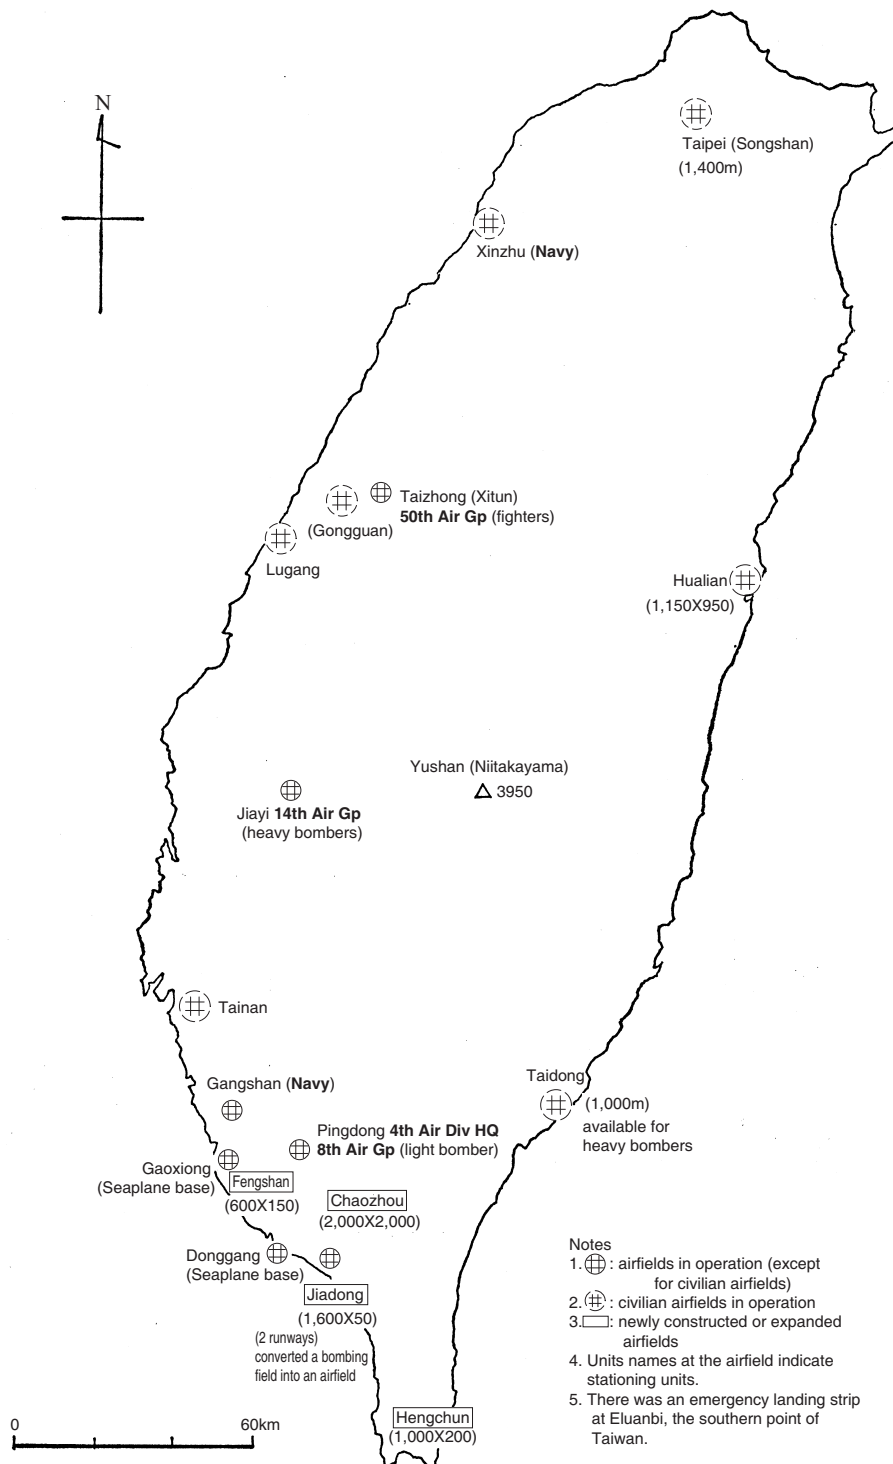 N
Taipei (Songshan)
(1,400m)
Xinzhu (Navy)
Taizhong (Xitun)
50th Air Gp (fighters)
(Gongguan)
Lugang
Hualian
(1,150X950)
Yushan (Niitakayama)
3950
Jiayi 14th Air Gp
(heavy bombers)
Tainan
Gangshan (Navy)
Taidong
(1,000m)
available for
heavy bombers
Pingdong 4th Air Div HQ
8th Air Gp (light bomber)
Gaoxiong
(Seaplane base)
Fengshan
(600X150)
Chaozhou
(2,000X2,000)
Donggang
(Seaplane base)
Jiadong
(1,600X50)
(2 runways)
converted a bombing
field into an airfield
Hengchun
(1,000X200)
0 60km
Notes
1. : airfields in operation (except
for civilian airfields)
2. : civilian airfields in operation
3. : newly constructed or expanded
airfields
4. Units names at the airfield indicate
stationing units.
5. There was an emergency landing strip
at Eluanbi, the southern point of
Taiwan.